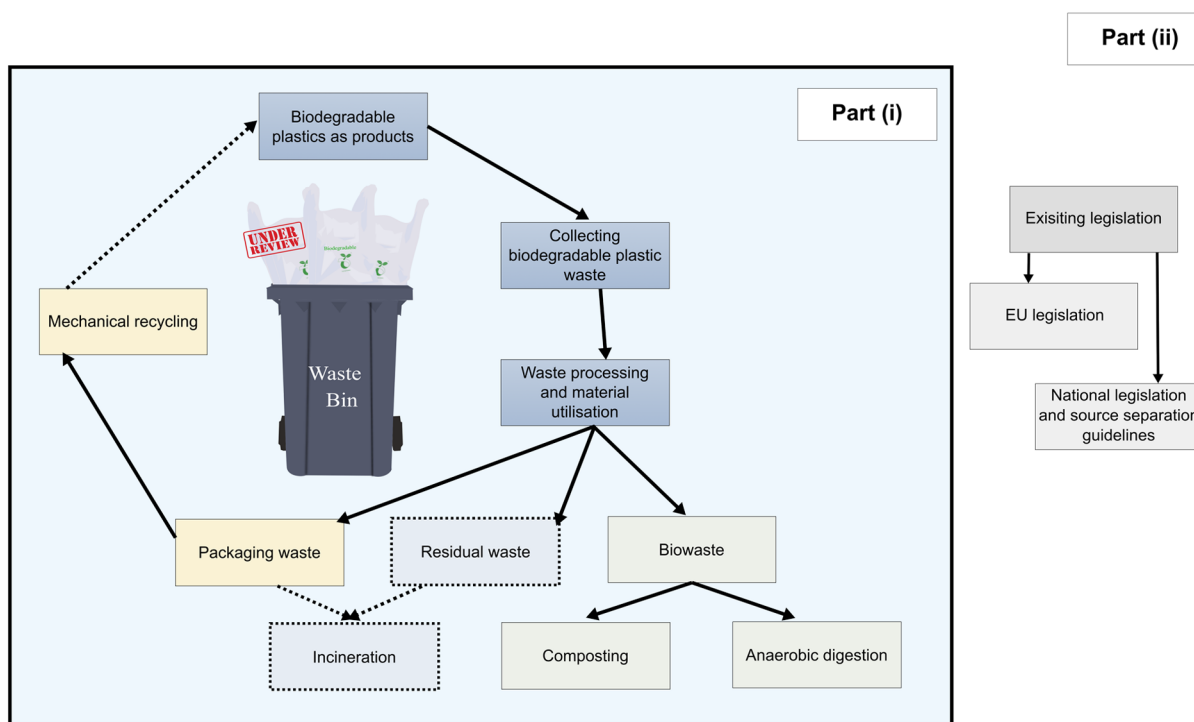 Part (ii)
Part (i)
Biodegradable
plastics as products
UNDER
REVIEW
Biodegradable
Exisiting legislation
Collecting
biodegradable plastic
waste
EU legislation
Mechanical recycling
Waste
Bin
Waste processing
and material
utilisation
National legislation
and source separation
guidelines
Packaging waste
Residual waste
Biowaste
Incineration
Composting
Anaerobic digestion